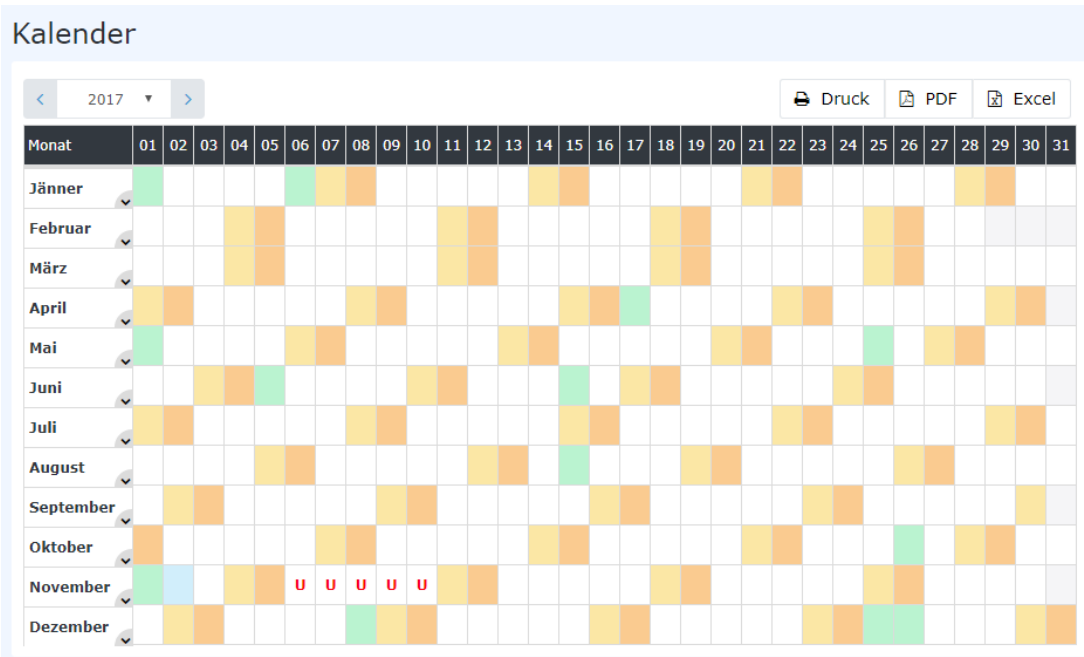 Kalender
2017 Druck PDF Excel
Monat 01 02 03 04 05 06 07 08 09 10 11 12 13 14 15 16 17 18 19 20 21 22 23 24 25 26 27 28 29 30 31
Jänner
Februar
März
April
Mai
Juni
Juli
August
September
Oktober
November U U U U U
Dezember